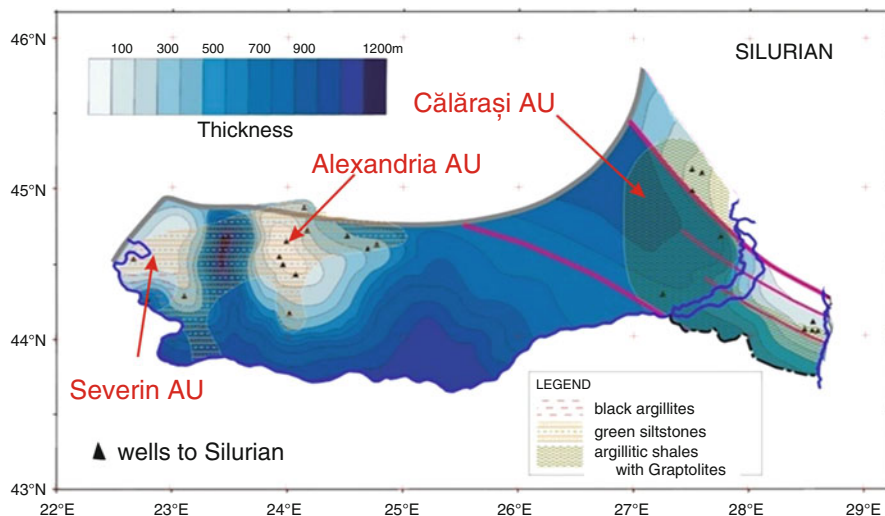 46°N
100 300 500 700 900 1200m
SILURIAN
Thickness
Călărași AU
Alexandria AU
45°N
44°N
Severin AU
LEGEND
black argillites
green siltstones
argillitic shales
with Graptolites
wells to Silurian
43°N
22°E 23°E 24°E 25°E 26°E 27°E 28°E 29°E